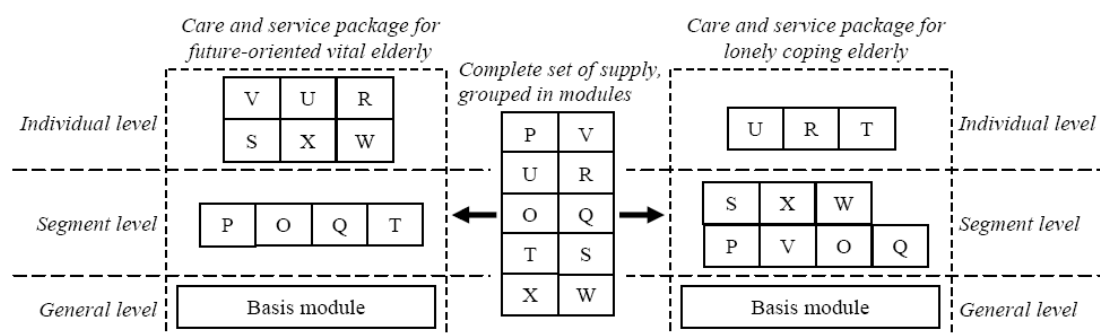 Care and service package for
future-oriented vital elderly
Individual level
V U R
S X W
Segment level
P O Q T
General level
Basis module
Complete set of supply,
grouped in modules
P V
U R
O Q
T S
X W
Care and service package for
lonely coping elderly
U R T
Individual level
S X W
P V O Q
Segment level
Basis module
General level